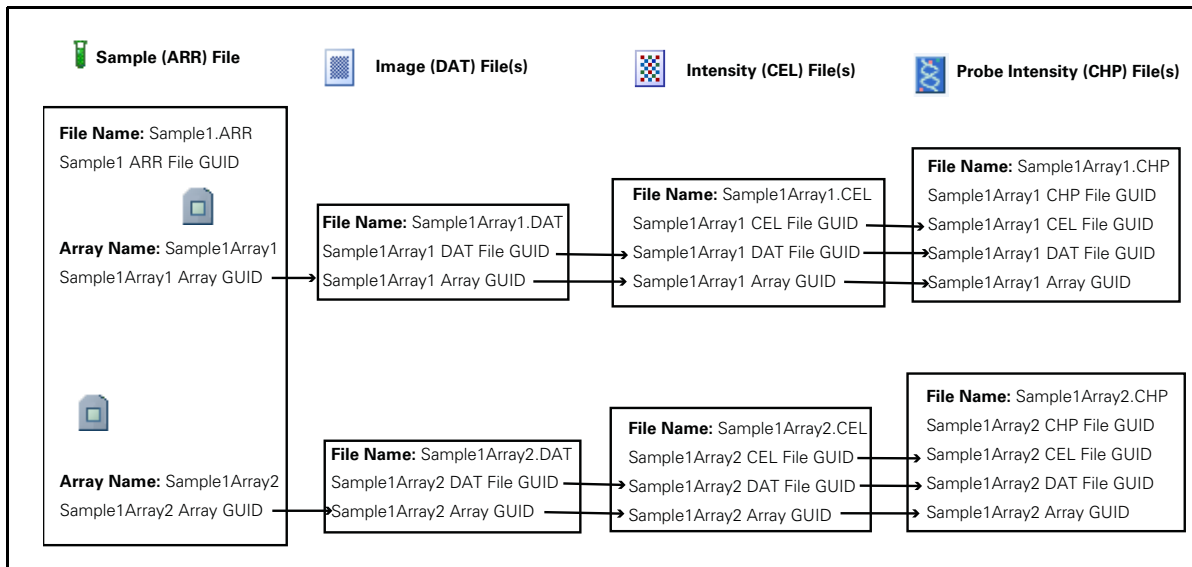 Sample (ARR) File
Image (DAT) File(s)
Intensity (CEL) File(s)
Probe Intensity (CHP) File(s)
File Name: Sample1.ARR
Sample1 ARR File GUID
Array Name: Sample1Array1
Sample1Array1 Array GUID
File Name: Sample1Array1.DAT
Sample1Array1 DAT File GUID
Sample1Array1 Array GUID
File Name: Sample1Array1.CEL
Sample1Array1 CEL File GUID
Sample1Array1 DAT File GUID
Sample1Array1 Array GUID
File Name: Sample1Array1.CHP
Sample1Array1 CHP File GUID
Sample1Array1 CEL File GUID
Sample1Array1 DAT File GUID
Sample1Array1 Array GUID
Array Name: Sample1Array2
Sample1Array2 Array GUID
File Name: Sample1Array2.DAT
Sample1Array2 DAT File GUID
Sample1Array2 Array GUID
File Name: Sample1Array2.CEL
Sample1Array2 CEL File GUID
Sample1Array2 DAT File GUID
Sample1Array2 Array GUID
File Name: Sample1Array2.CHP
Sample1Array2 CHP File GUID
Sample1Array2 CEL File GUID
Sample1Array2 DAT File GUID
Sample1Array2 Array GUID